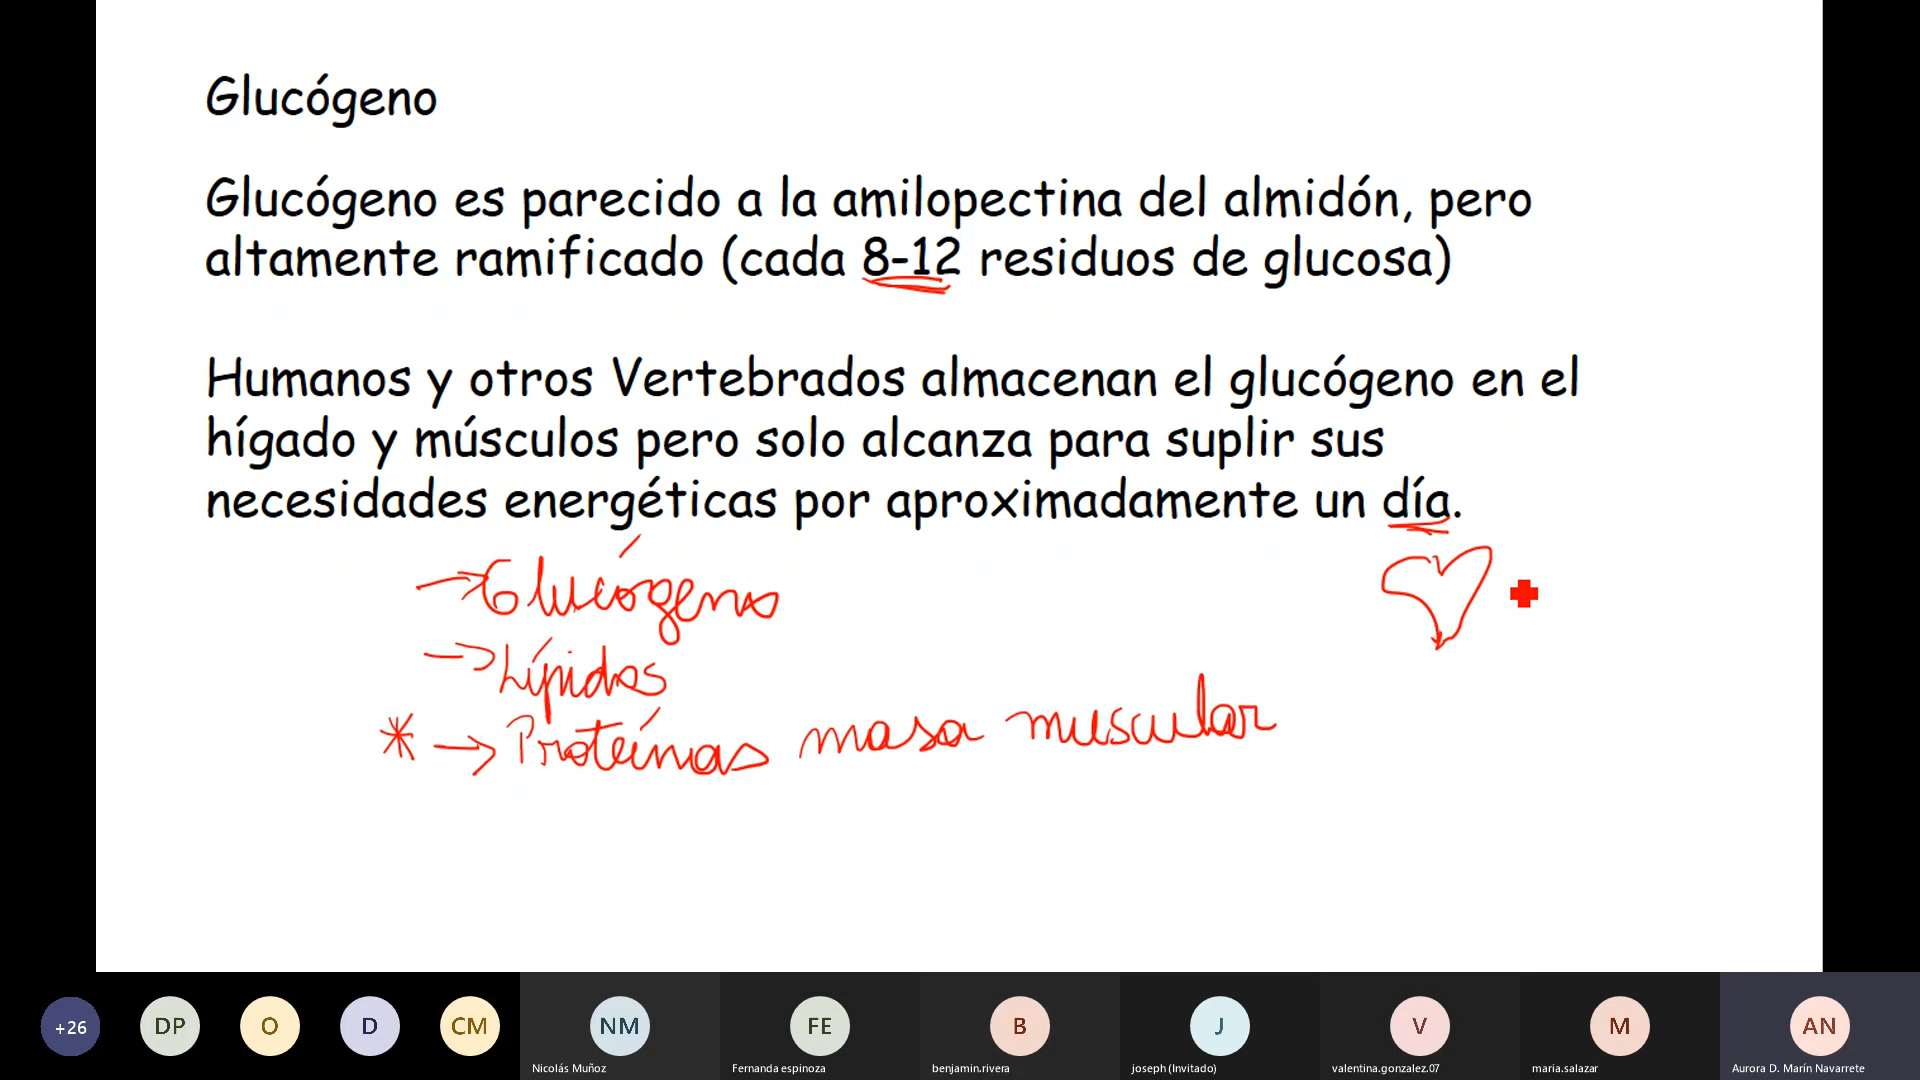 Glucógeno
Glucógeno es parecido a la amilopectina del almidón, pero
altamente ramificado (cada 8-12 residuos de glucosa)
Humanos y otros Vertebrados almacenan el glucógeno en el
hígado y músculos pero solo alcanza para suplir sus
necesidades energéticas por aproximadamente un día.
→ Glucógeno
→ Lípidos
* → Proteínas masa muscular
+26 DP O D CM NM FE B J V M AN
Nicolás Muñoz Fernanda espinoza benjamin.rivera joseph (Invitado) valentina.gonzalez.07 maria.salazar Aurora D. Marín Navarrete